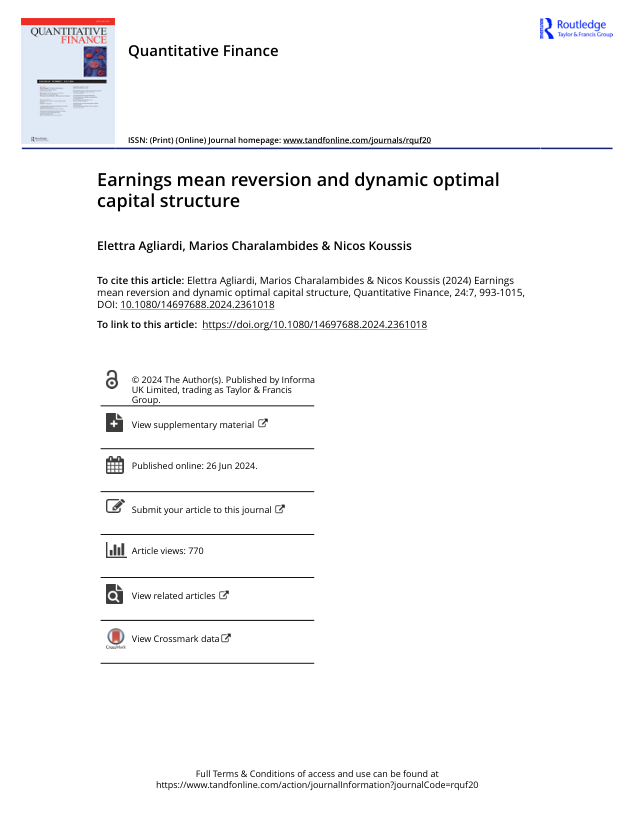 QUANTITATIVE
FINANCE
Routledge
Taylor & Francis Group
Quantitative Finance
ISSN: (Print) (Online) Journal homepage: www.tandfonline.com/journals/rquf20
Earnings mean reversion and dynamic optimal
capital structure
Elettra Agliardi, Marios Charalambides & Nicos Koussis
To cite this article: Elettra Agliardi, Marios Charalambides & Nicos Koussis (2024) Earnings
mean reversion and dynamic optimal capital structure, Quantitative Finance, 24:7, 993-1015,
DOI: 10.1080/14697688.2024.2361018
To link to this article: https://doi.org/10.1080/14697688.2024.2361018
© 2024 The Author(s). Published by Informa
UK Limited, trading as Taylor & Francis
Group.
View supplementary material
Published online: 26 Jun 2024.
Submit your article to this journal
Article views: 770
View related articles
View Crossmark data
CrossMark
Full Terms & Conditions of access and use can be found at
https://www.tandfonline.com/action/journalInformation?journalCode=rquf20